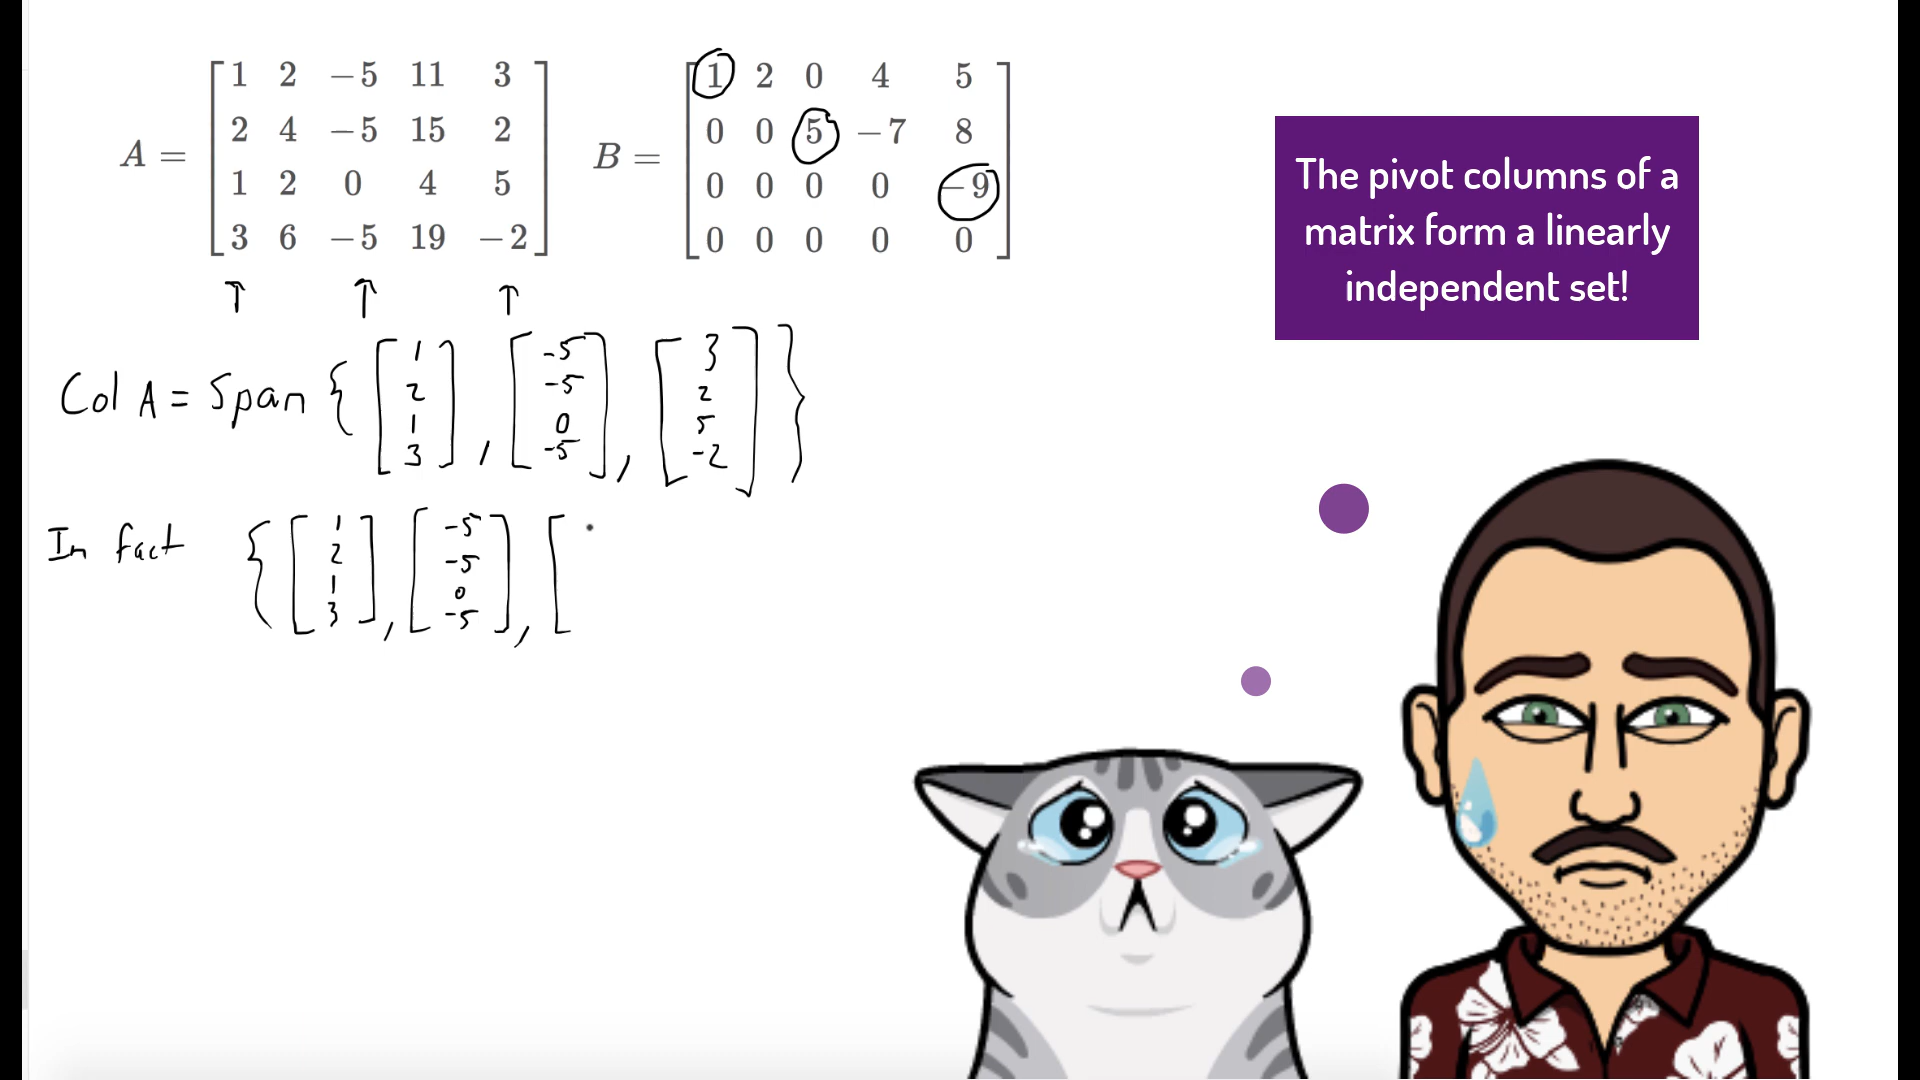 A = [ 1 2 −5 11 3
2 4 −5 15 2
1 2 0 4 5
3 6 −5 19 −2 ]
B = [ 1 2 0 4 5
0 0 5 −7 8
0 0 0 0 −9
0 0 0 0 0 ]
The pivot columns of a
matrix form a linearly
independent set!
Col A = Span { [ 1 2 1 3 ] , [ -5 -5 0 -5 ] , [ 3 2 5 -2 ] }
In fact { [ 1 2 1 3 ] , [ -5 -5 0 -5 ] , [